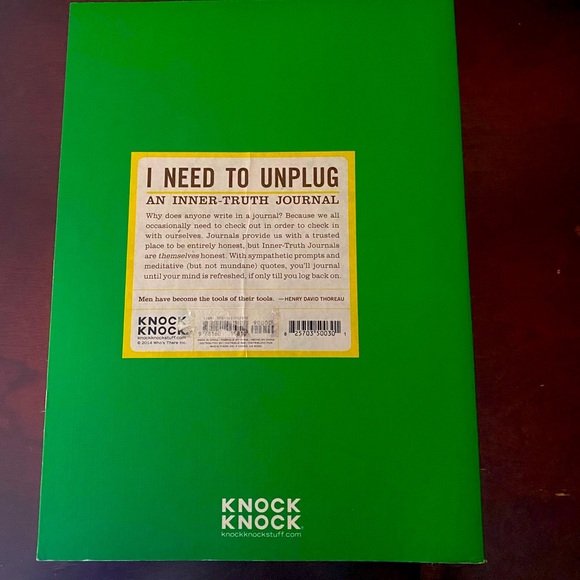 I NEED TO UNPLUG
AN INNER-TRUTH JOURNAL
Why does anyone write in a journal? Because we all
occasionally need to check out in order to check in
with ourselves. Journals provide us with a trusted
place to be entirely honest, but Inner-Truth Journals
are themselves honest. With sympathetic prompts and
meditative (but not mundane) quotes, you'll journal
until your mind is refreshed, if only till you log back on.
Men have become the tools of their tools. —HENRY DAVID THOREAU
KNOCK
KNOCK
knockknockstuff.com
© 2014 Who's There Inc.
8 25703 50030 1
KNOCK
KNOCK
knockknockstuff.com